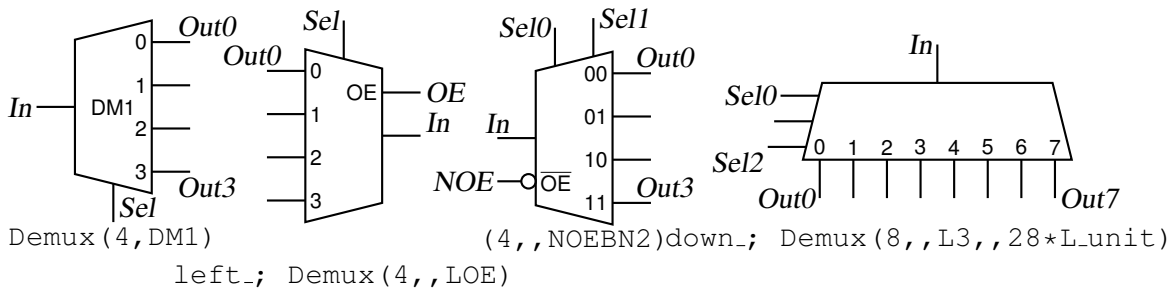 Out0
0
1
In
DM1
2
3
Out3
Sel
Demux(4,DM1)
Sel
Out0
0
OE
OE
1
In
2
3
left_; Demux(4,,LOE)
Sel0
Sel1
00
Out0
01
In
10
NOE
OE
Out3
11
(4,,NOEBN2)
In
Sel0
Sel2
0 1 2 3 4 5 6 7
Out0
Out7
down_; Demux(8,,L3,,28*L_unit)